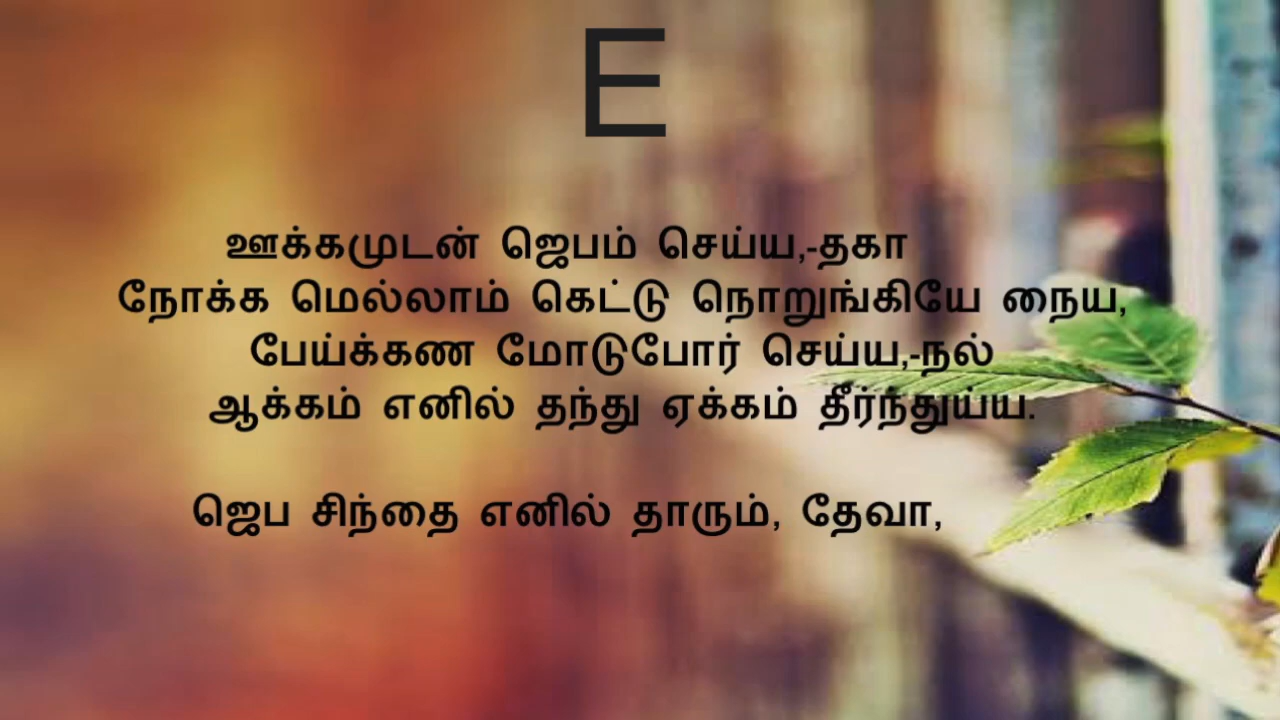 E
ஊக்கமுடன் ஜெபம் செய்ய,-தகா
நோக்க மெல்லாம் கெட்டு நொறுங்கியே நைய,
பேய்க்கண மோடுபோர் செய்ய,-நல்
ஆக்கம் எனில் தந்து ஏக்கம் தீர்ந்துய்ய.
ஜெப சிந்தை எனில் தாரும், தேவா,